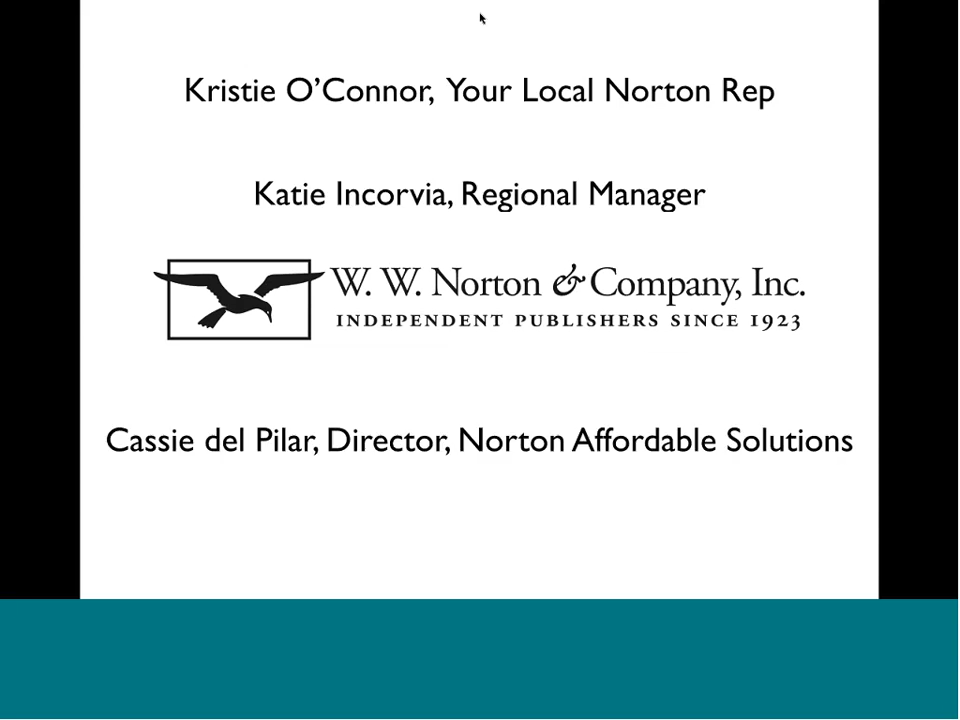 Kristie O’Connor, Your Local Norton Rep
Katie Incorvia, Regional Manager
W. W. Norton & Company, Inc.
INDEPENDENT PUBLISHERS SINCE 1923
Cassie del Pilar, Director, Norton Affordable Solutions